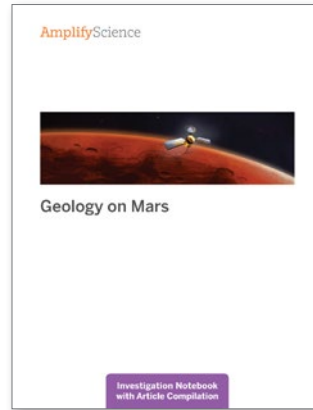 AmplifyScience
Geology on Mars
Investigation Notebook
with Article Compilation